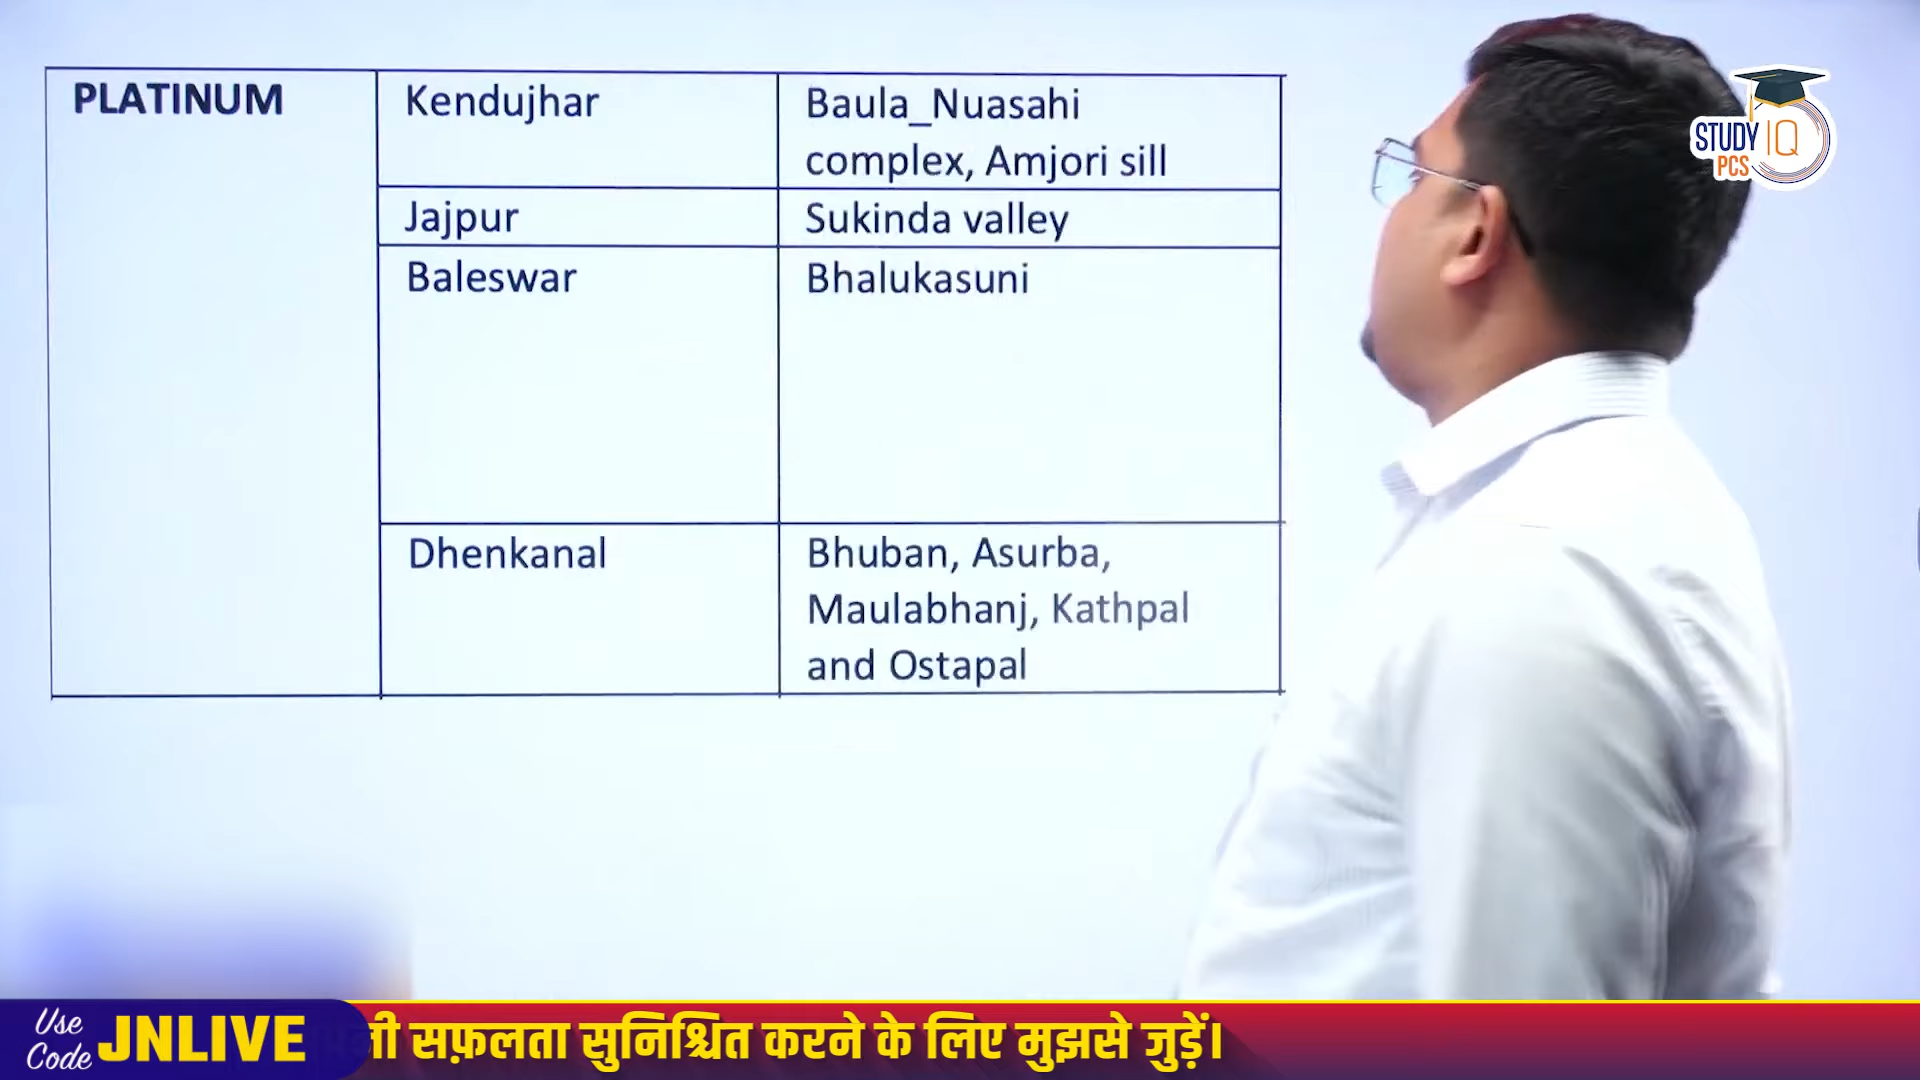 PLATINUM
Kendujhar
Baula_Nuasahi
complex, Amjori sill
Jajpur
Sukinda valley
Baleswar
Bhalukasuni
Dhenkanal
Bhuban, Asurba,
Maulabhanj, Kathpal
and Ostapal
STUDY IQ
PCS
Use
Code JNLIVE
सफ़लता सुनिश्चित करने के लिए मुझसे जुड़ें।